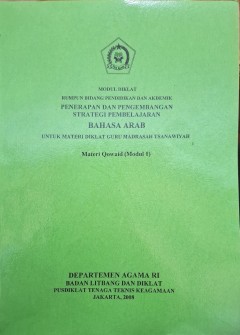 MODUL DIKLAT
RUMPUN BIDANG PENDIDIKAN DAN AKADEMIK
PENERAPAN DAN PENGEMBANGAN
STRATEGI PEMBELAJARAN
BAHASA ARAB
UNTUK MATERI DIKLAT GURU MADRASAH TSANAWIYAH
Materi Qowaid (Modul 1)
DEPARTEMEN AGAMA RI
BADAN LITBANG DAN DIKLAT
PUSDIKLAT TENAGA TEKNIS KEAGAMAAN
JAKARTA, 2008